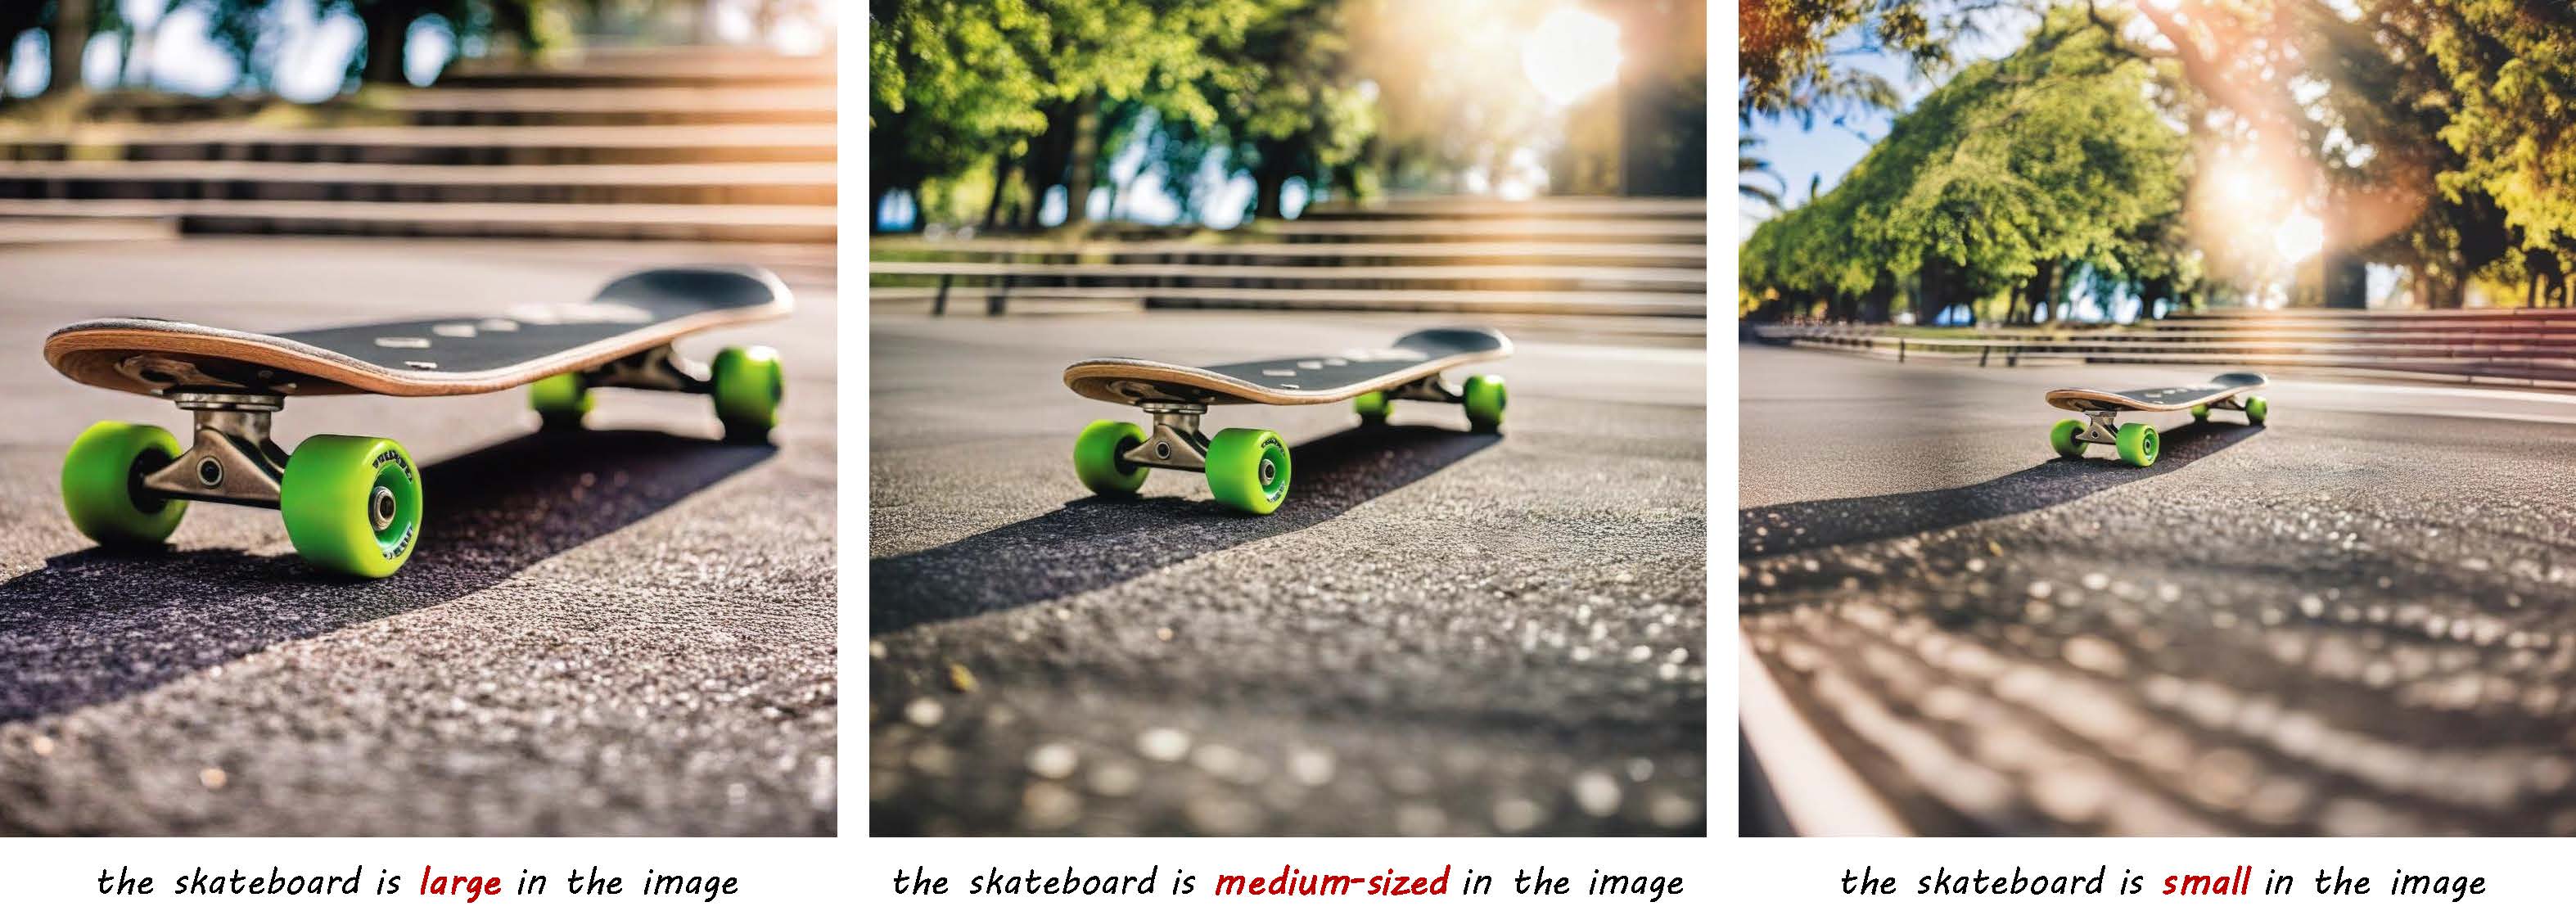 the skateboard is large in the image
the skateboard is medium-sized in the image
the skateboard is small in the image